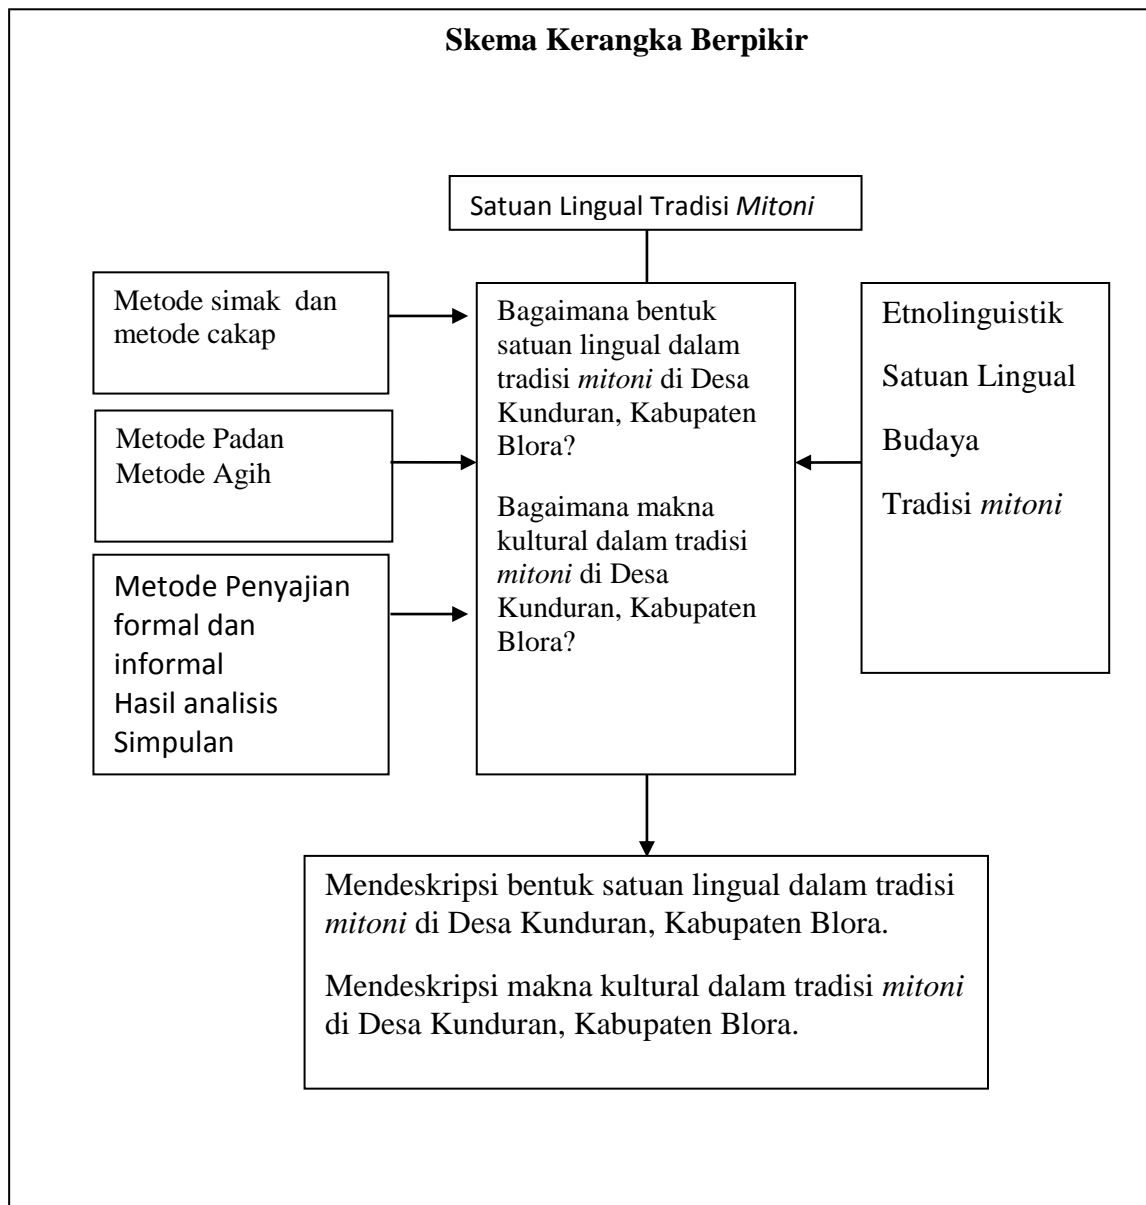 Skema Kerangka Berpikir
Satuan Lingual Tradisi Mitoni
Metode simak dan
metode cakap
Metode Padan
Metode Agih
Metode Penyajian
formal dan
informal
Hasil analisis
Simpulan
Bagaimana bentuk
satuan lingual dalam
tradisi mitoni di Desa
Kunduran, Kabupaten
Blora?
Bagaimana makna
kultural dalam tradisi
mitoni di Desa
Kunduran, Kabupaten
Blora?
Etnolinguistik
Satuan Lingual
Budaya
Tradisi mitoni
Mendeskripsi bentuk satuan lingual dalam tradisi
mitoni di Desa Kunduran, Kabupaten Blora.
Mendeskripsi makna kultural dalam tradisi mitoni
di Desa Kunduran, Kabupaten Blora.